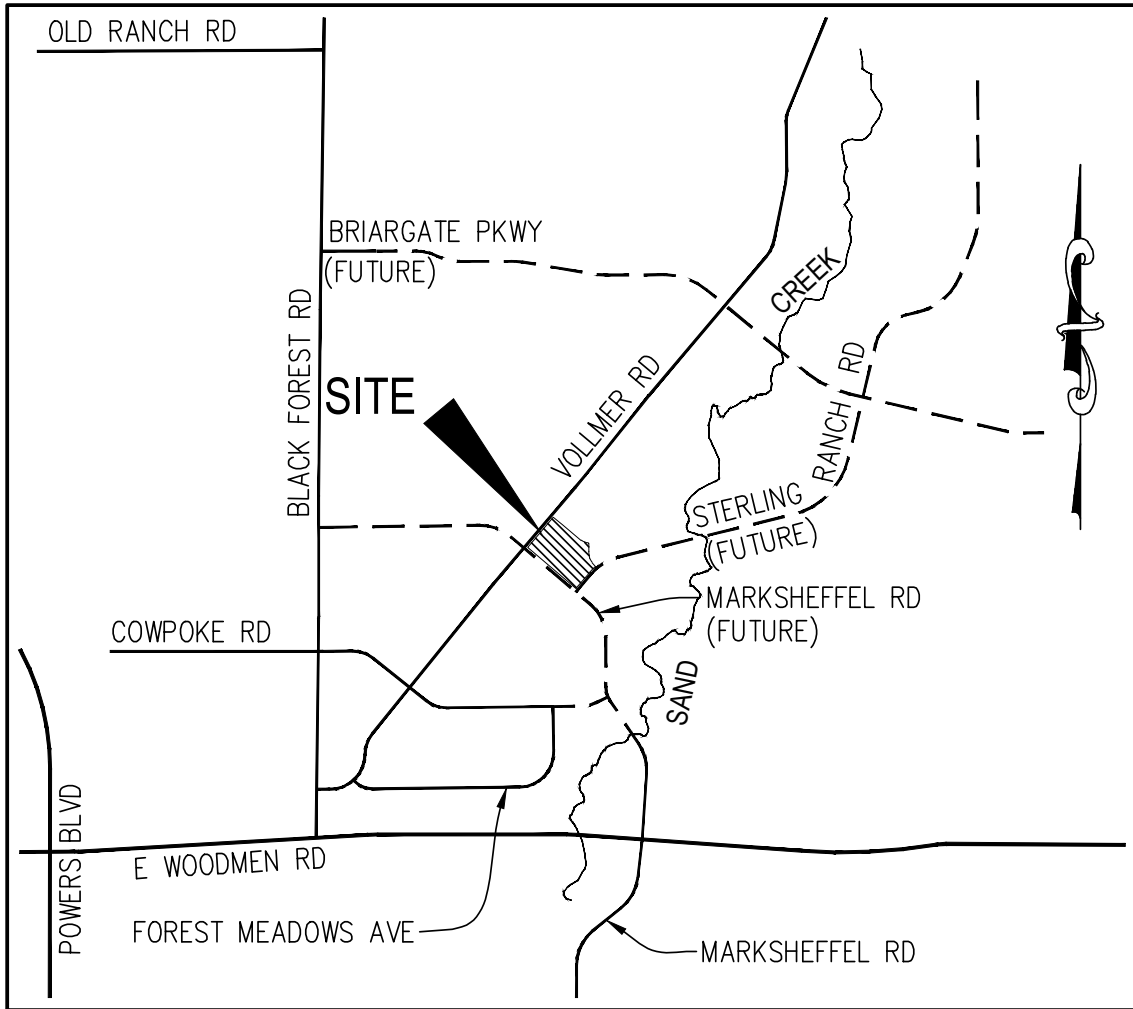 OLD RANCH RD
BRIARGATE PKWY
(FUTURE)
CREEK
BLACK FOREST RD
SITE
VOLLMER RD
RANCH RD
STERLING
(FUTURE)
MARKSHEFFEL RD
(FUTURE)
COWPOKE RD
SAND
POWERS BLVD
E WOODMEN RD
FOREST MEADOWS AVE
MARKSHEFFEL RD